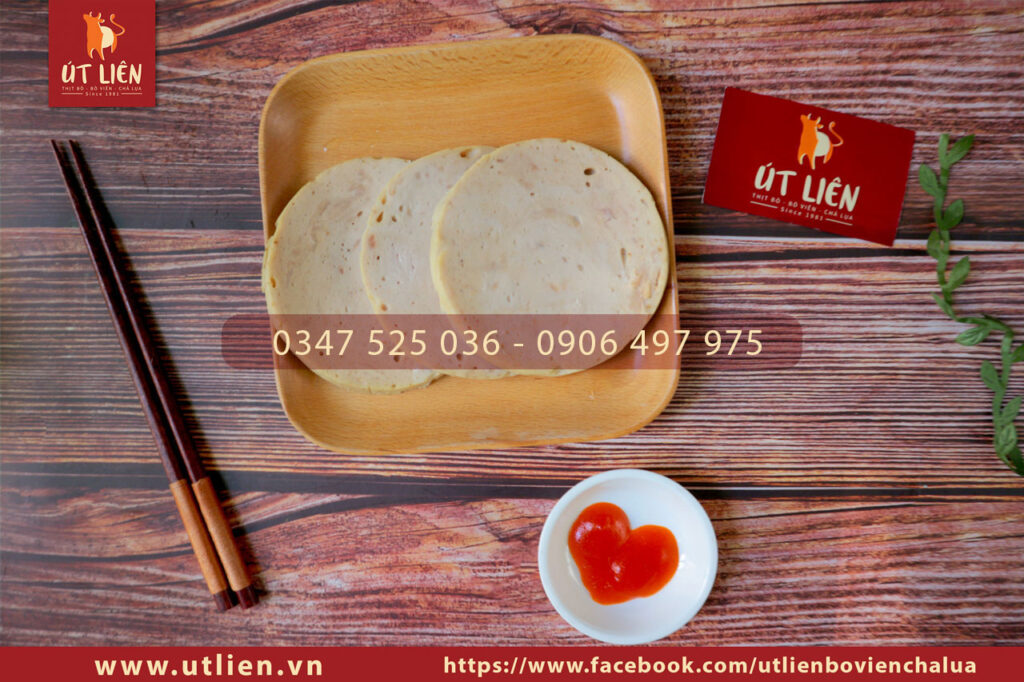 ÚT LIÊN
THỊT BÒ - BÒ VIÊN - CHẢ LỤA
Since 1981
ÚT LIÊN
THỊT BÒ - BÒ VIÊN - CHẢ LỤA
Since 1981
0347 525 036 - 0906 497 975
www.utlien.vn
https://www.facebook.com/utlienbovienchalua